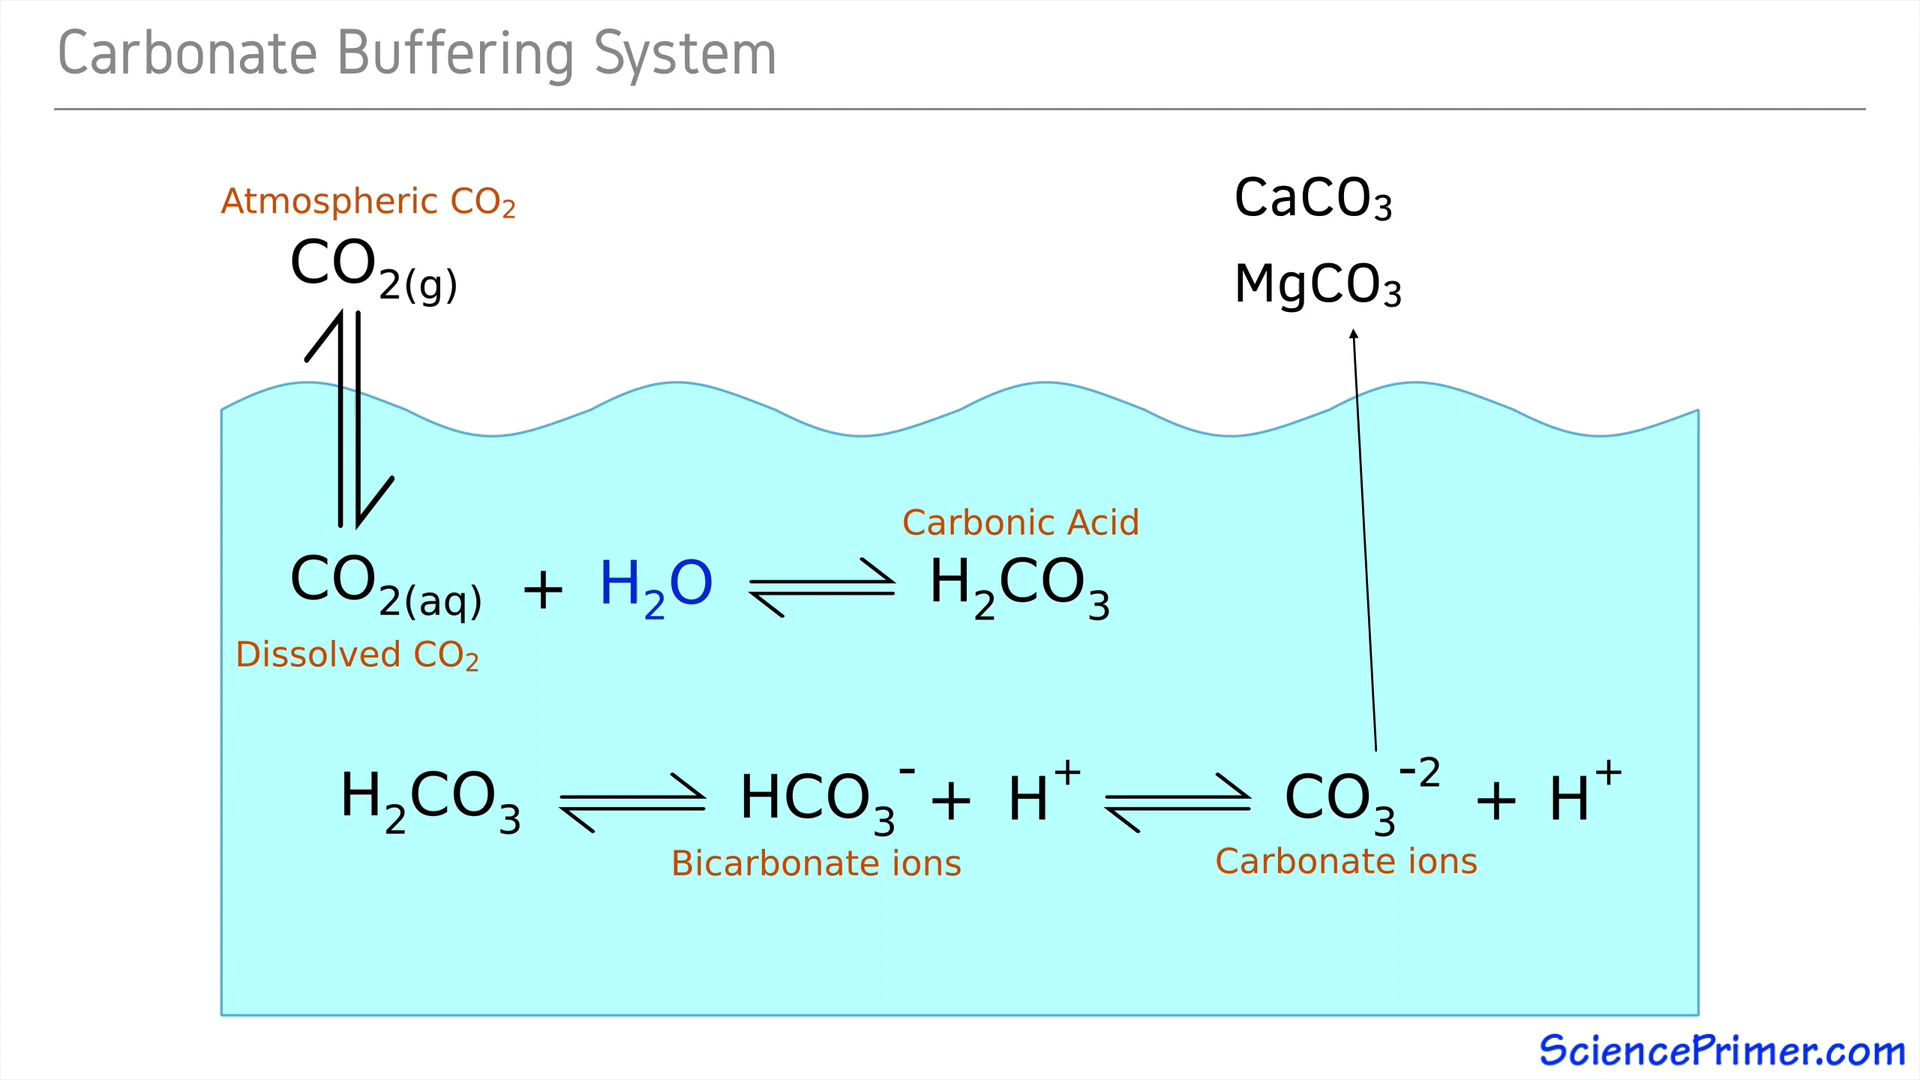 Carbonate Buffering System
Atmospheric CO₂
CO₂(g)
CaCO₃
MgCO₃
Carbonic Acid
CO₂(aq) + H₂O ⇌ H₂CO₃
Dissolved CO₂
H₂CO₃ ⇌ HCO₃⁻ + H⁺ ⇌ CO₃⁻² + H⁺
Bicarbonate ions
Carbonate ions
SciencePrimer.com